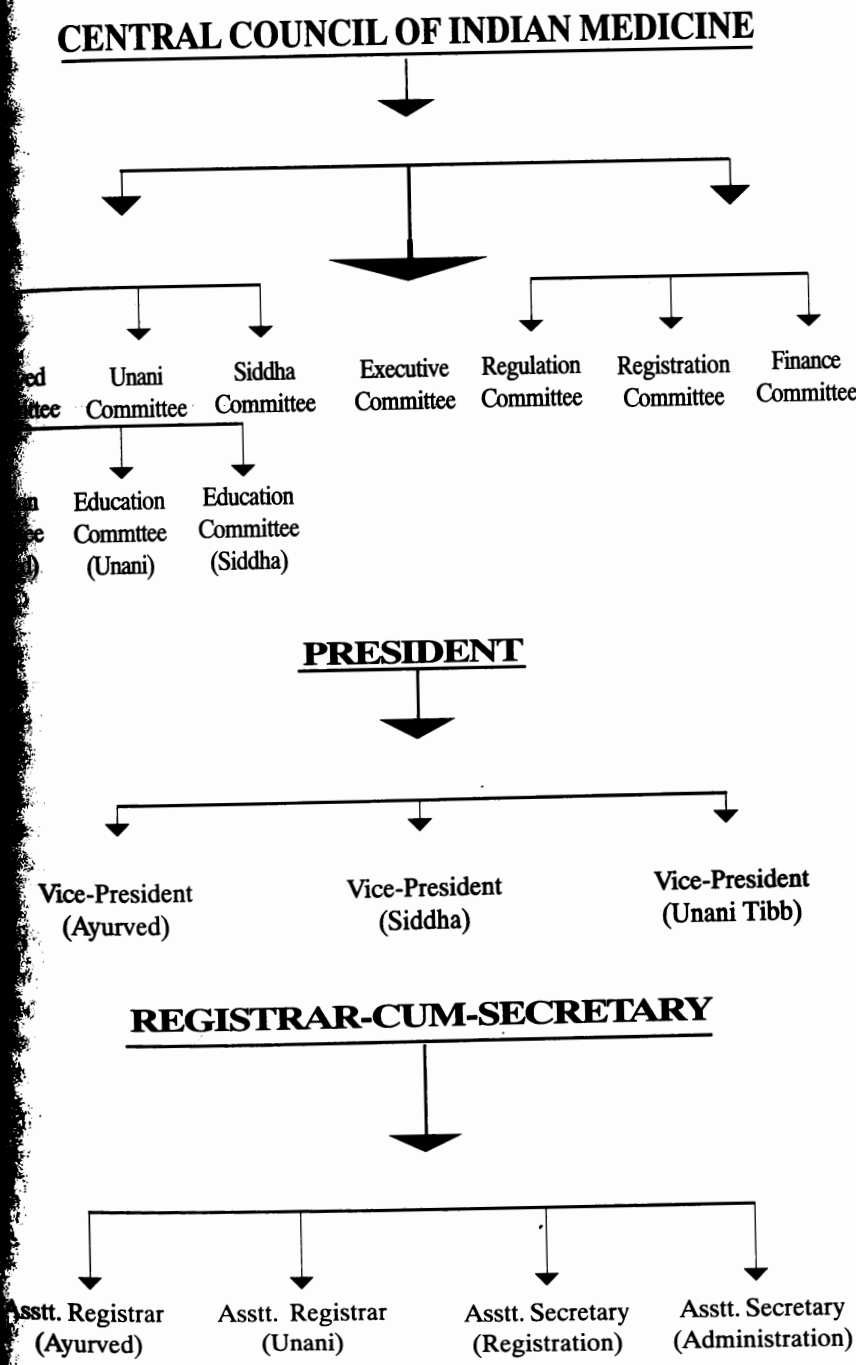 CENTRAL COUNCIL OF INDIAN MEDICINE
Unani
Committee
Siddha
Committee
Executive
Committee
Regulation
Committee
Registration
Committee
Finance
Committee
Education
Commttee
(Unani)
Education
Committee
(Siddha)
PRESIDENT
Vice-President
(Ayurved)
Vice-President
(Siddha)
Vice-President
(Unani Tibb)
REGISTRAR-CUM-SECRETARY
Asstt. Registrar
(Ayurved)
Asstt. Registrar
(Unani)
Asstt. Secretary
(Registration)
Asstt. Secretary
(Administration)